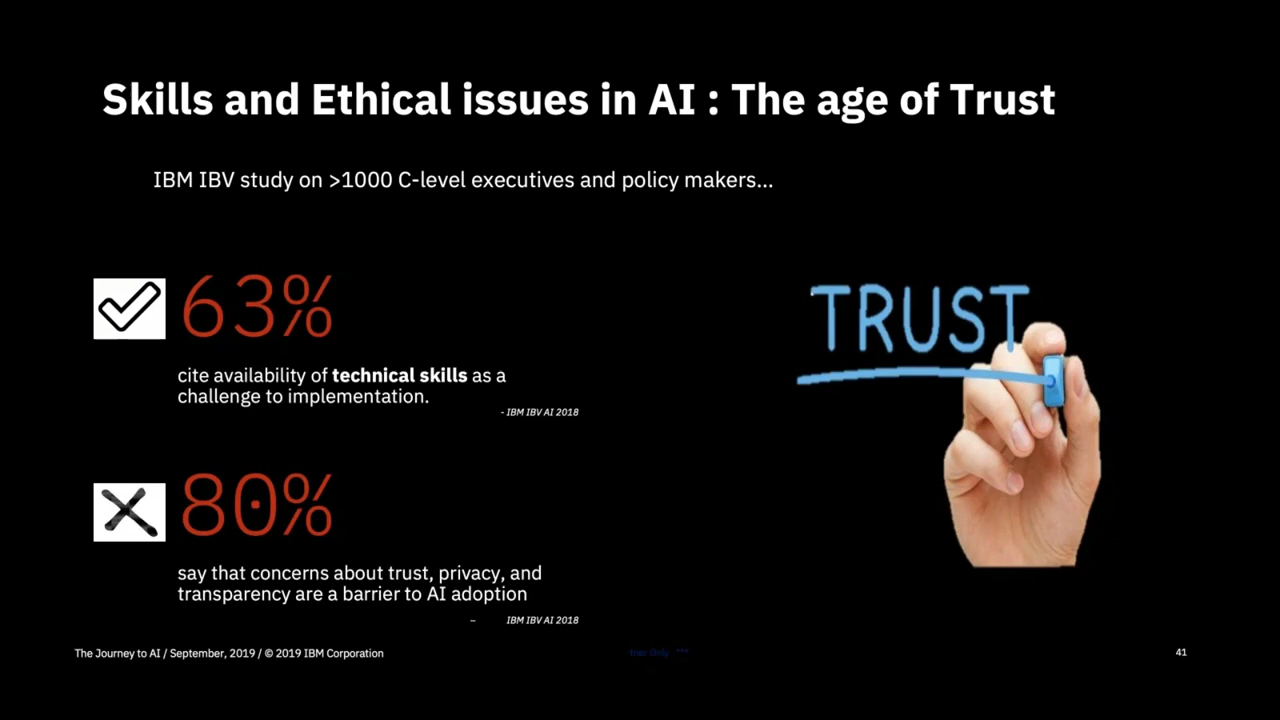 Skills and Ethical issues in AI : The age of Trust
IBM IBV study on >1000 C-level executives and policy makers...
63%
cite availability of technical skills as a
challenge to implementation.
- IBM IBV AI 2018
80%
say that concerns about trust, privacy, and
transparency are a barrier to AI adoption
– IBM IBV AI 2018
TRUST
The Journey to AI / September, 2019 / © 2019 IBM Corporation
Only ***
41